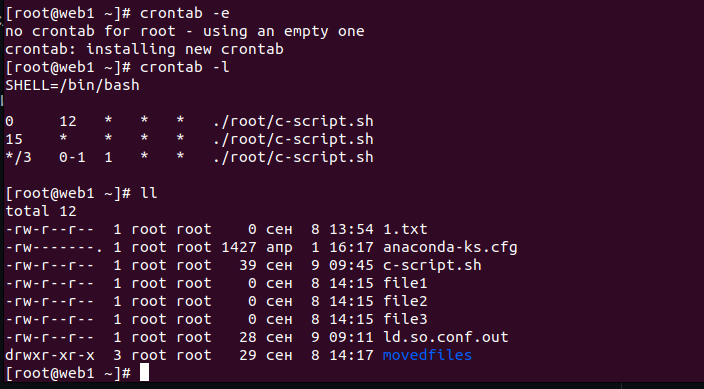 [root@web1 ~]# crontab -e
no crontab for root - using an empty one
crontab: installing new crontab
[root@web1 ~]# crontab -l
SHELL=/bin/bash
0 12 * * * ./root/c-script.sh
15 * * * * ./root/c-script.sh
*/3 0-1 1 * * ./root/c-script.sh
[root@web1 ~]# ll
total 12
-rw-r--r-- 1 root root 0 сен 8 13:54 1.txt
-rw-------. 1 root root 1427 апр 1 16:17 anaconda-ks.cfg
-rw-r--r-- 1 root root 39 сен 9 09:45 c-script.sh
-rw-r--r-- 1 root root 0 сен 8 14:15 file1
-rw-r--r-- 1 root root 0 сен 8 14:15 file2
-rw-r--r-- 1 root root 0 сен 8 14:15 file3
-rw-r--r-- 1 root root 28 сен 9 09:11 ld.so.conf.out
drwxr-xr-x 3 root root 29 сен 8 14:17 movedfiles
[root@web1 ~]#